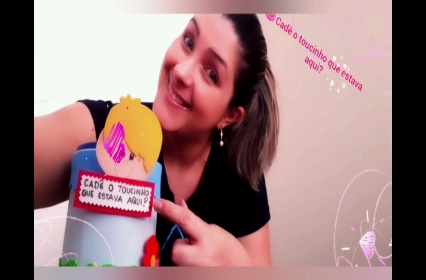 Cadê o toucinho que estava
aqui?
CADÊ O TOUCINHO
QUE ESTAVA AQUI?